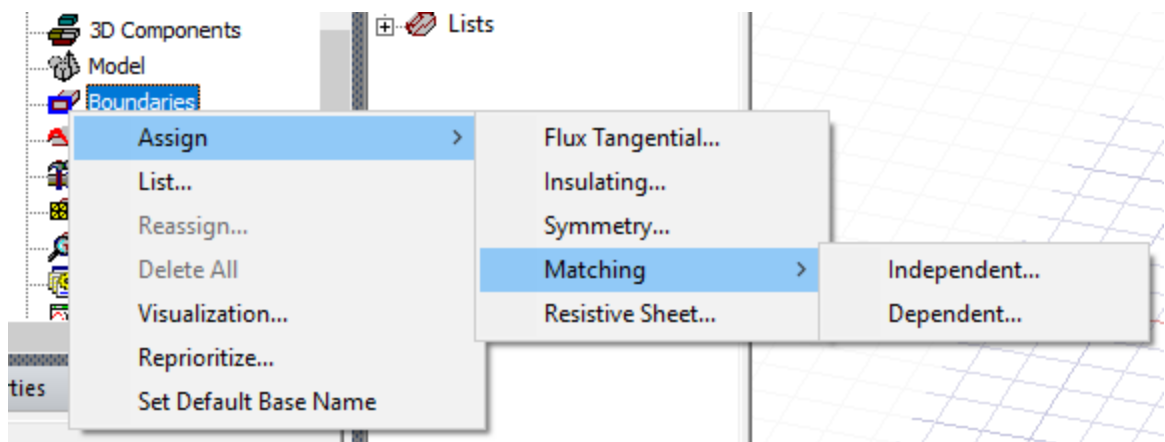 3D Components
Lists
Model
Boundaries
Assign
Flux Tangential...
List...
Insulating...
Reassign...
Symmetry...
Delete All
Matching
Independent...
Visualization...
Resistive Sheet...
Dependent...
Reprioritize...
Set Default Base Name
ties